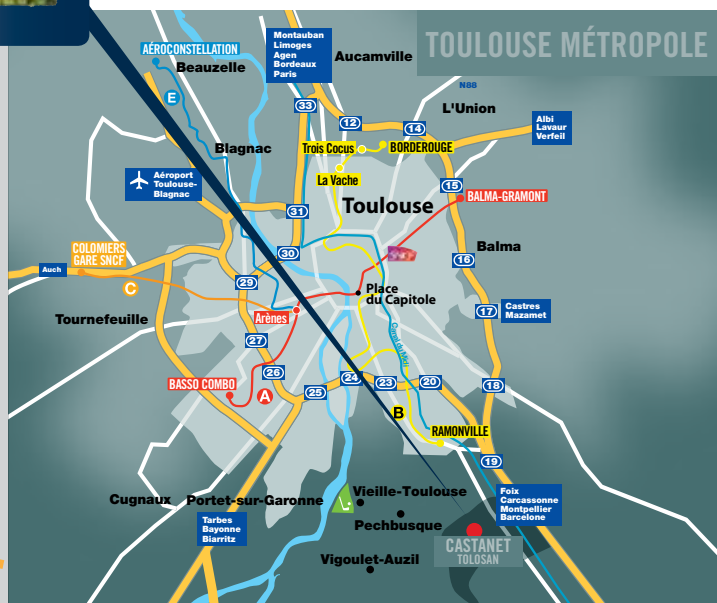 TOULOUSE MÉTROPOLE
AÉROCONSTELLATION
Beauzelle
Montauban
Limoges
Agen
Bordeaux
Paris
Aucamville
N88
L'Union
E
33
12
14
Albi
Lavaur
Verfeil
Blagnac
Trois Cocus
BORDEROUGE
La Vache
Aéroport
Toulouse-
Blagnac
15
BALMA-GRAMONT
Toulouse
31
COLOMIERS
GARE SNCF
30
Balma
16
Auch
C
29
Place
du Capitole
Castres
Mazamet
17
Tournefeuille
Arènes
27
Canal du Midi
26
BASSO COMBO
A
25
24
23
20
18
B
RAMONVILLE
19
Cugnaux
Portet-sur-Garonne
Vieille-Toulouse
Foix
Carcassonne
Montpellier
Barcelone
Tarbes
Bayonne
Biarritz
Pechbusque
CASTANET
TOLOSAN
Vigoulet-Auzil